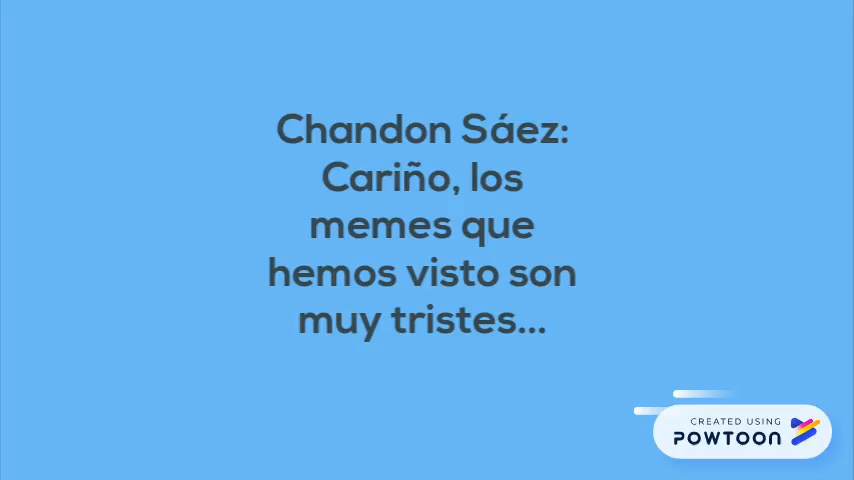 Chandon Sáez:
Cariño, los
memes que
hemos visto son
muy tristes...
CREATED USING
POWTOON